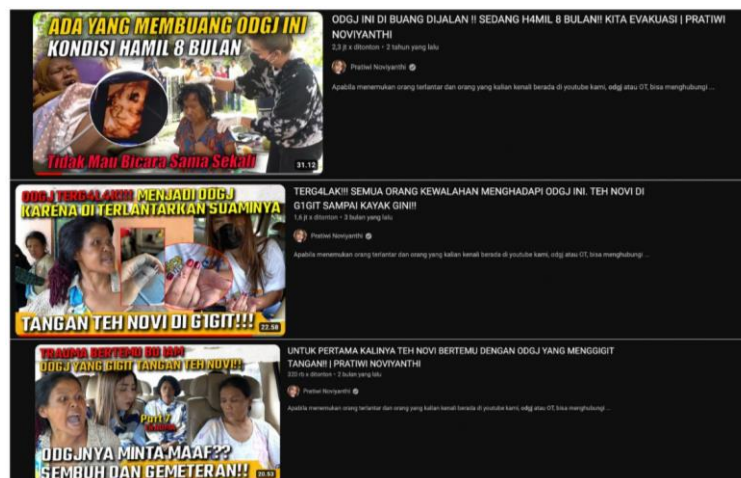 ADA YANG MEMBUANG ODGJ INI
KONDISI HAMIL 8 BULAN
Tidak Mau Bicara Sama Sekali
31.12
ODGJ INI DI BUANG DIJALAN !! SEDANG H4MIL 8 BULAN!! KITA EVAKUASI | PRATIWI
NOVIYANTHI
2,3 jt x ditonton • 2 tahun yang lalu
Pratiwi Noviyanthi
Apabila menemukan orang terlantar dan orang yang kalian kenali berada di youtube kami, odgj atau OT, bisa menghubungi ...
ODGJ TERG4L4K!!! MENJADI ODGJ
KARENA DI TERLANTARKAN SUAMINYA
TANGAN TEH NOVI DI G1GIT!!!
22.58
TERG4LAK!!! SEMUA ORANG KEWALAHAN MENGHADAPI ODGJ INI. TEH NOVI DI
G1GIT SAMPAI KAYAK GINI!!
1,6 jt x ditonton • 3 bulan yang lalu
Pratiwi Noviyanthi
Apabila menemukan orang terlantar dan orang yang kalian kenali berada di youtube kami, odgj atau OT, bisa menghubungi ...
TRAUMA BERTEMU BU IAM
ODGJ YANG GIGIT TANGAN TEH NOVI!!
Part 7
ODGJNYA MINTA MAAF??
SEMBUH DAN GEMETERAN!!
20.53
UNTUK PERTAMA KALINYA TEH NOVI BERTEMU DENGAN ODGJ YANG MENGGIGIT
TANGAN!! | PRATIWI NOVIYANTHI
320 rb x ditonton • 2 bulan yang lalu
Pratiwi Noviyanthi
Apabila menemukan orang terlantar dan orang yang kalian kenali berada di youtube kami, odgj atau OT, bisa menghubungi ...